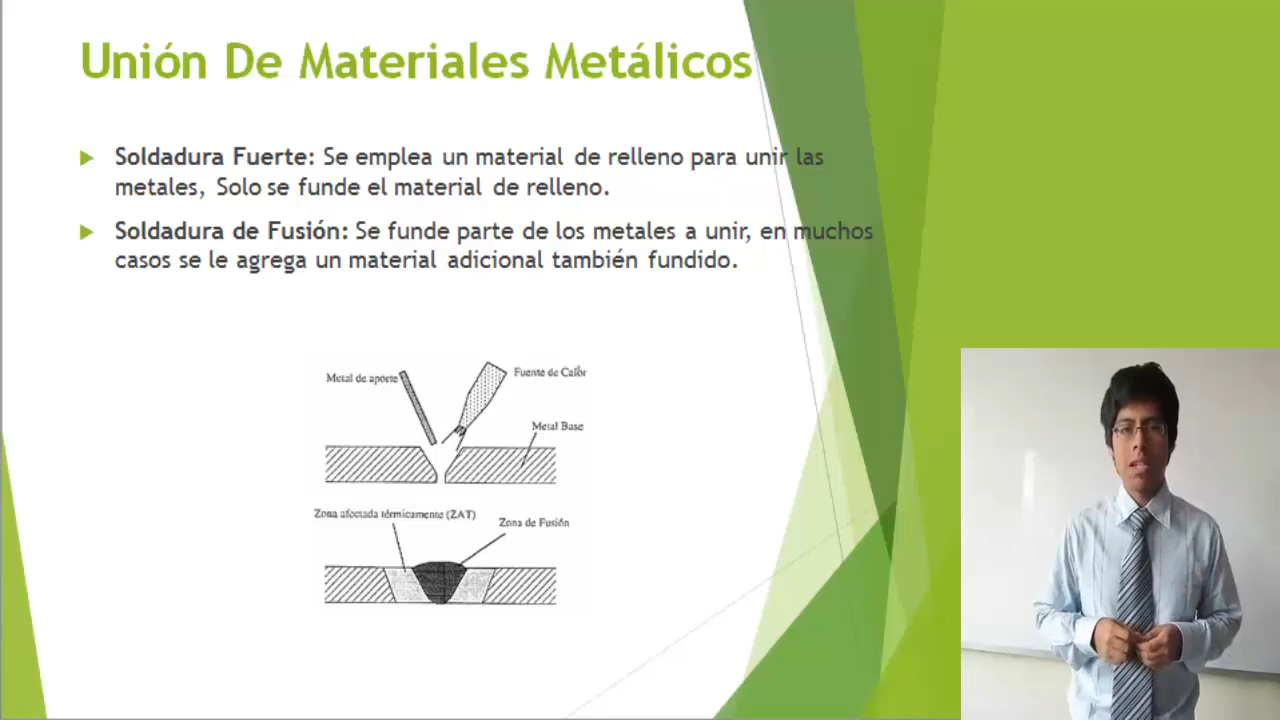 Unión De Materiales Metálicos
Soldadura Fuerte: Se emplea un material de relleno para unir las
metales, Solo se funde el material de relleno.
Soldadura de Fusión: Se funde parte de los metales a unir, en muchos
casos se le agrega un material adicional también fundido.
Metal de aporte
Fuente de Calor
Metal Base
Zona afectada térmicamente (ZAT)
Zona de Fusión